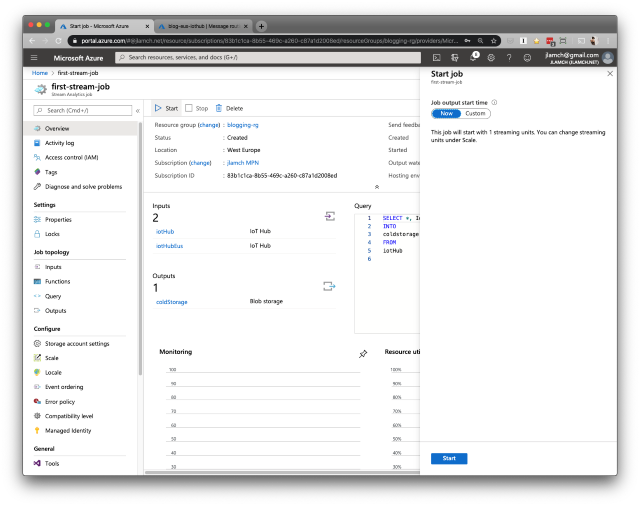 Start job - Microsoft Azure
blog-eus-iothub | Message rout
portal.azure.com/#@jlamch.net/resource/subscriptions/83b1c1ca-8b55-469c-a260-c87a1d2008ed/resourceGroups/blogging-rg/providers/Micr...
Microsoft Azure
Search resources, services, and docs (G+/)
jlamch@gmail.com
JLAMCH (JLAMCH.NET)
Home > first-stream-job
first-stream-job
Stream Analytics job
Search (Cmd+/)
Overview
Activity log
Access control (IAM)
Tags
Diagnose and solve problems
Settings
Properties
Locks
Job topology
Inputs
Functions
Query
Outputs
Configure
Storage account settings
Scale
Locale
Event ordering
Error policy
Compatibility level
Managed Identity
General
Tools
Start
Stop
Delete
Resource group (change) : blogging-rg
Send feedba
Status : Created
Created
Location : West Europe
Started
Subscription (change) : jlamch MPN
Output wate
Subscription ID : 83b1c1ca-8b55-469c-a260-c87a1d2008ed
Hosting env
Inputs
2
iotHub IoT Hub
iotHubEus IoT Hub
Outputs
1
coldStorage Blob storage
Query
1 SELECT *, I
2 INTO
3 coldstorage
4 FROM
5 iotHub
6
Monitoring
100
90
80
70
60
50
40
30
Resource uti
100%
90%
80%
70%
60%
50%
40%
30%
Start job
first-stream-job
Job output start time
Now Custom
This job will start with 1 streaming units. You can change streaming
units under Scale.
Start